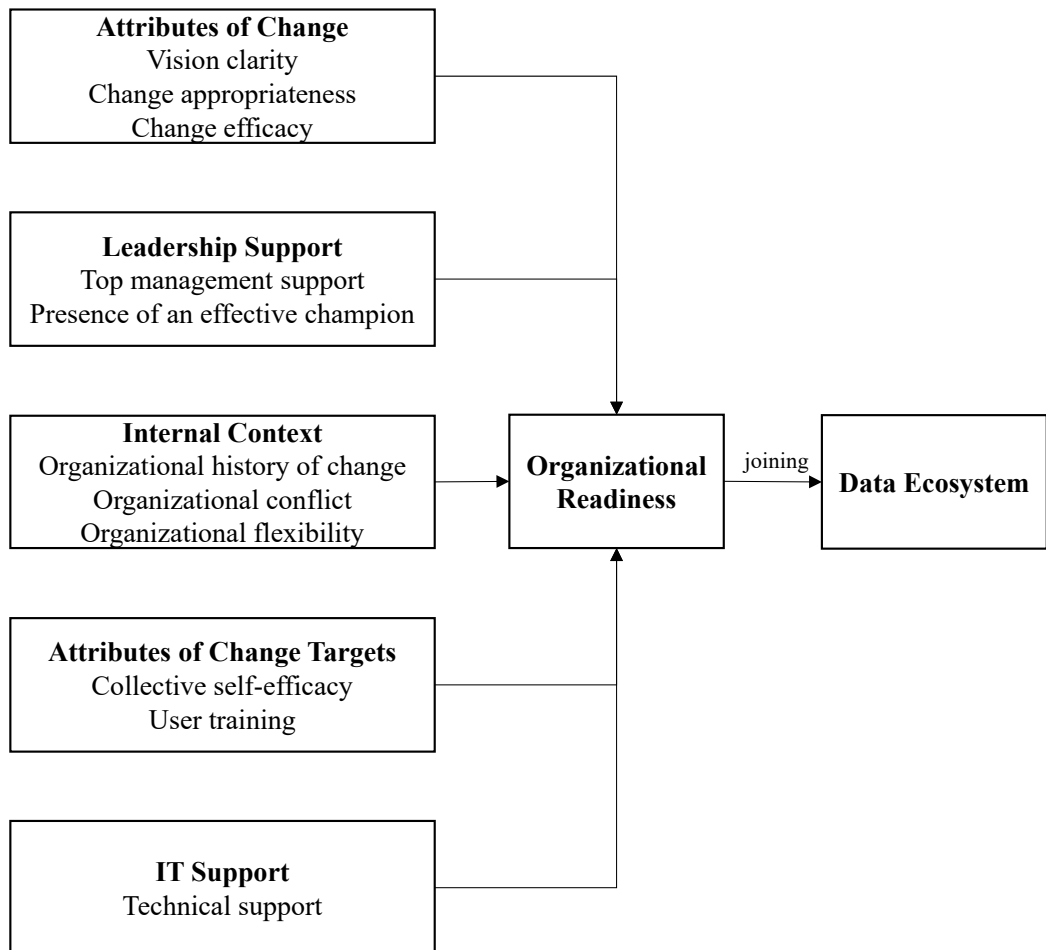 Attributes of Change
Vision clarity
Change appropriateness
Change efficacy
Leadership Support
Top management support
Presence of an effective champion
Internal Context
Organizational history of change
Organizational conflict
Organizational flexibility
Attributes of Change Targets
Collective self-efficacy
User training
IT Support
Technical support
Organizational
Readiness
joining
Data Ecosystem